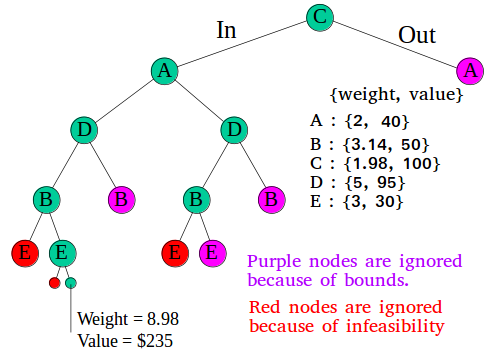 C
In
Out
A
A
{weight, value}
A : {2, 40}
B : {3.14, 50}
C : {1.98, 100}
D : {5, 95}
E : {3, 30}
D
D
B
B
B
B
E
E
E
E
Purple nodes are ignored
because of bounds.
Red nodes are ignored
because of infeasibility
Weight = 8.98
Value = $235